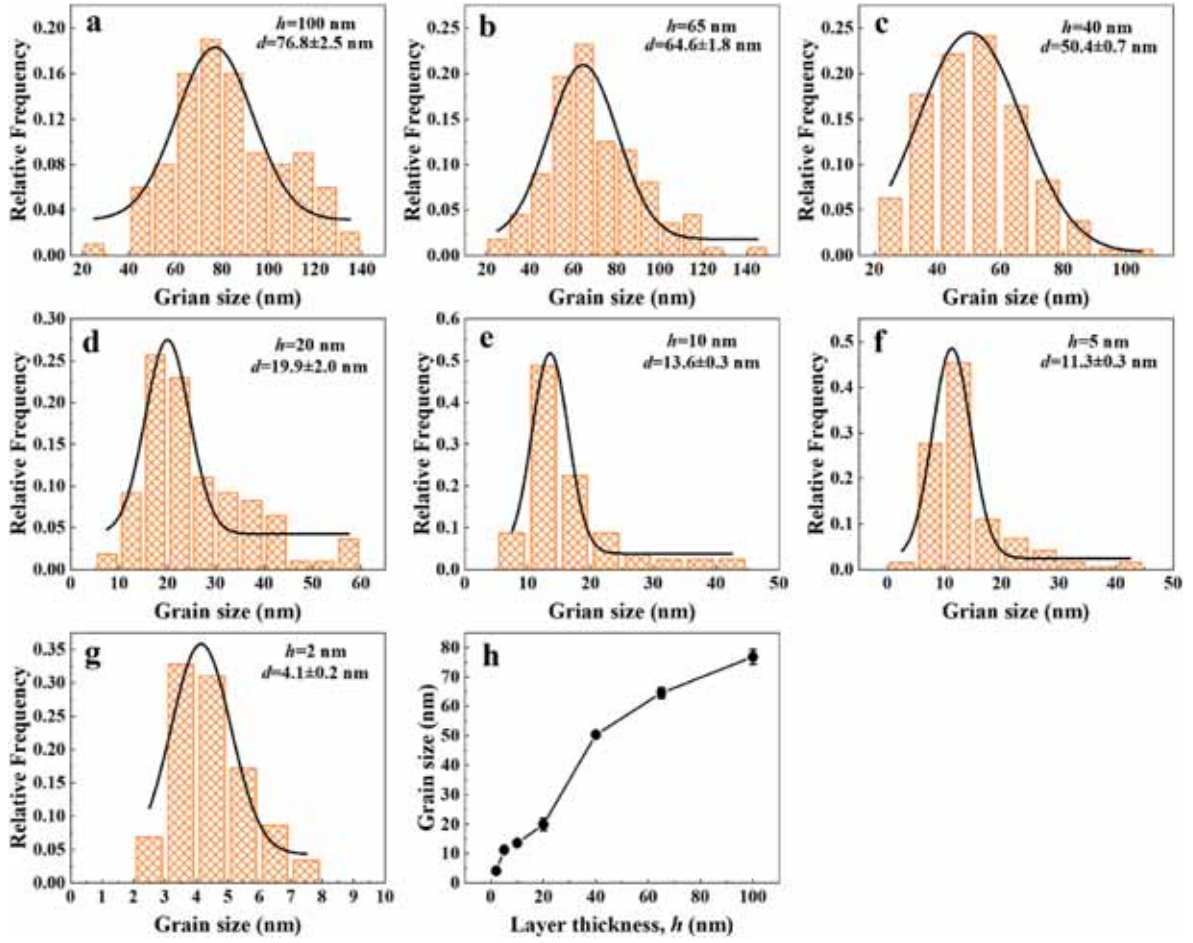 a
h=100 nm
d=76.8±2.5 nm
Relative Frequency
0.20
0.16
0.12
0.08
0.04
0.00
20 40 60 80 100 120 140
Grian size (nm)
b
h=65 nm
d=64.6±1.8 nm
Relative Frequency
0.25
0.20
0.15
0.10
0.05
0.00
20 40 60 80 100 120 140
Grain size (nm)
c
h=40 nm
d=50.4±0.7 nm
Relative Frequency
0.25
0.20
0.15
0.10
0.05
0.00
20 40 60 80 100
Grain size (nm)
d
h=20 nm
d=19.9±2.0 nm
Relative Frequency
0.30
0.25
0.20
0.15
0.10
0.05
0.00
0 10 20 30 40 50 60
Grain size (nm)
e
h=10 nm
d=13.6±0.3 nm
Relative Frequency
0.6
0.5
0.4
0.3
0.2
0.1
0.0
0 10 20 30 40 50
Grian size (nm)
f
h=5 nm
d=11.3±0.3 nm
Relative Frequency
0.5
0.4
0.3
0.2
0.1
0.0
0 10 20 30 40 50
Grian size (nm)
g
h=2 nm
d=4.1±0.2 nm
Relative Frequency
0.35
0.30
0.25
0.20
0.15
0.10
0.05
0.00
0 1 2 3 4 5 6 7 8 9 10
Grain size (nm)
h
Grain size (nm)
80
70
60
50
40
30
20
10
0
0 20 40 60 80 100
Layer thickness, h (nm)